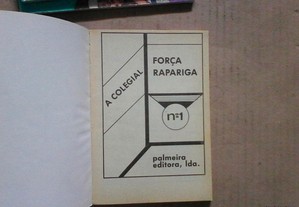 A COLEGIAL
FORÇA
RAPARIGA
nº1
palmeira
editora, lda.